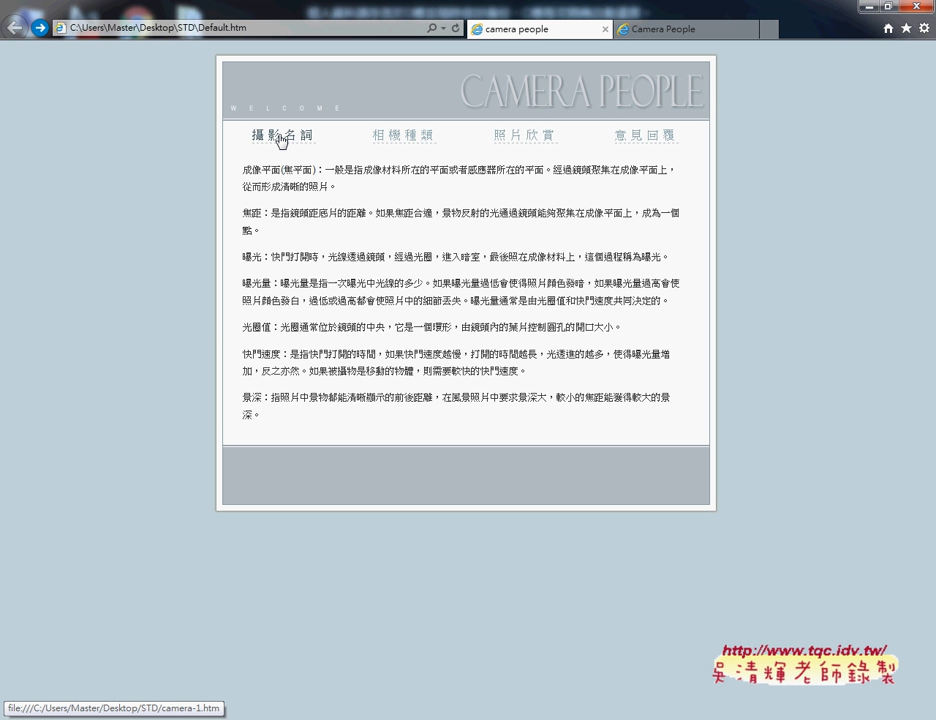 C:\Users\Master\Desktop\STD\Default.htm
camera people
Camera People
CAMERA PEOPLE
WELCOME
攝影名詞 相機種類 照片欣賞 意見回覆
成像平面(焦平面)：一般是指成像材料所在的平面或者感應器所在的平面。經過鏡頭聚集在成像平面上，
從而形成清晰的照片。
焦距：是指鏡頭距底片的距離。如果焦距合適，景物反射的光通過鏡頭能夠聚集在成像平面上，成為一個
點。
曝光：快門打開時，光線透過鏡頭，經過光圈，進入暗室，最後照在成像材料上，這個過程稱為曝光。
曝光量：曝光量是指一次曝光中光線的多少。如果曝光量過低會使得照片顏色發暗，如果曝光量過高會使
照片顏色發白，過低或過高都會使照片中的細節丟失。曝光量通常是由光圈值和快門速度共同決定的。
光圈值：光圈通常位於鏡頭的中央，它是一個環形，由鏡頭內的葉片控制圓孔的開口大小。
快門速度：是指快門打開的時間，如果快門速度越慢，打開的時間越長，光透進的越多，使得曝光量增
加，反之亦然。如果被攝物是移動的物體，則需要較快的快門速度。
景深：指照片中景物都能清晰顯示的前後距離，在風景照片中要求景深大，較小的焦距能獲得較大的景
深。
http://www.tqc.idv.tw/
吳清輝老師錄製
file:///C:/Users/Master/Desktop/STD/camera-1.htm